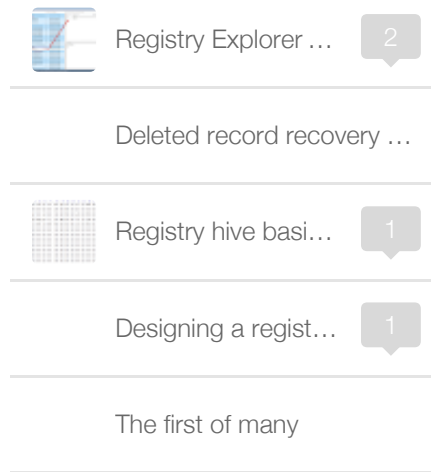 Registry Explorer ... 2
Deleted record recovery ...
Registry hive basi... 1
Designing a regist... 1
The first of many